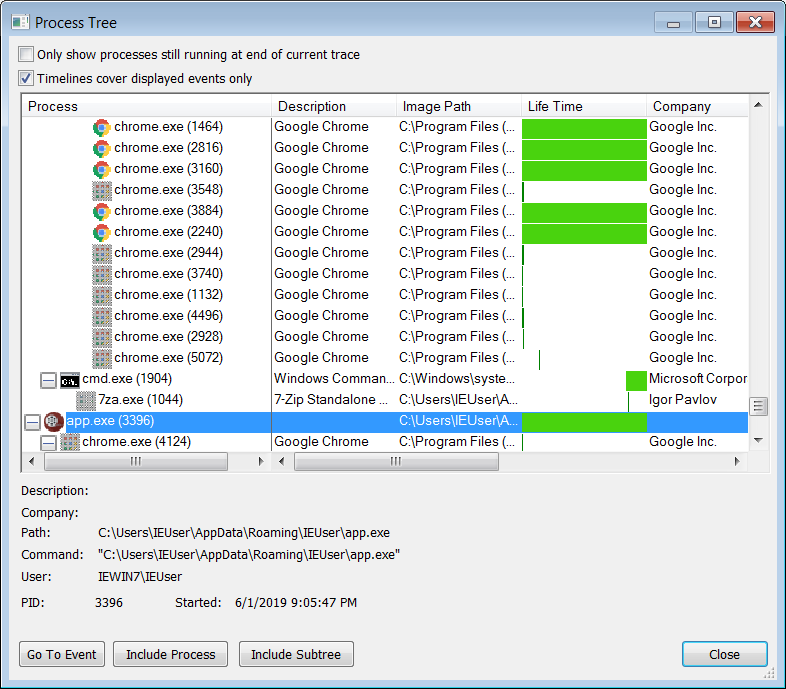 Process Tree
Only show processes still running at end of current trace
Timelines cover displayed events only
Process Description Image Path Life Time Company
chrome.exe (1464) Google Chrome C:\Program Files (... Google Inc.
chrome.exe (2816) Google Chrome C:\Program Files (... Google Inc.
chrome.exe (3160) Google Chrome C:\Program Files (... Google Inc.
chrome.exe (3548) Google Chrome C:\Program Files (... Google Inc.
chrome.exe (3884) Google Chrome C:\Program Files (... Google Inc.
chrome.exe (2240) Google Chrome C:\Program Files (... Google Inc.
chrome.exe (2944) Google Chrome C:\Program Files (... Google Inc.
chrome.exe (3740) Google Chrome C:\Program Files (... Google Inc.
chrome.exe (1132) Google Chrome C:\Program Files (... Google Inc.
chrome.exe (4496) Google Chrome C:\Program Files (... Google Inc.
chrome.exe (2928) Google Chrome C:\Program Files (... Google Inc.
chrome.exe (5072) Google Chrome C:\Program Files (... Google Inc.
C:\. cmd.exe (1904) Windows Comman... C:\Windows\syste... Microsoft Corpor
7za.exe (1044) 7-Zip Standalone ... C:\Users\IEUser\A... Igor Pavlov
app.exe (3396) C:\Users\IEUser\A...
chrome.exe (4124) Google Chrome C:\Program Files (... Google Inc.
Description:
Company:
Path: C:\Users\IEUser\AppData\Roaming\IEUser\app.exe
Command: "C:\Users\IEUser\AppData\Roaming\IEUser\app.exe"
User: IEWIN7\IEUser
PID: 3396 Started: 6/1/2019 9:05:47 PM
Go To Event Include Process Include Subtree Close